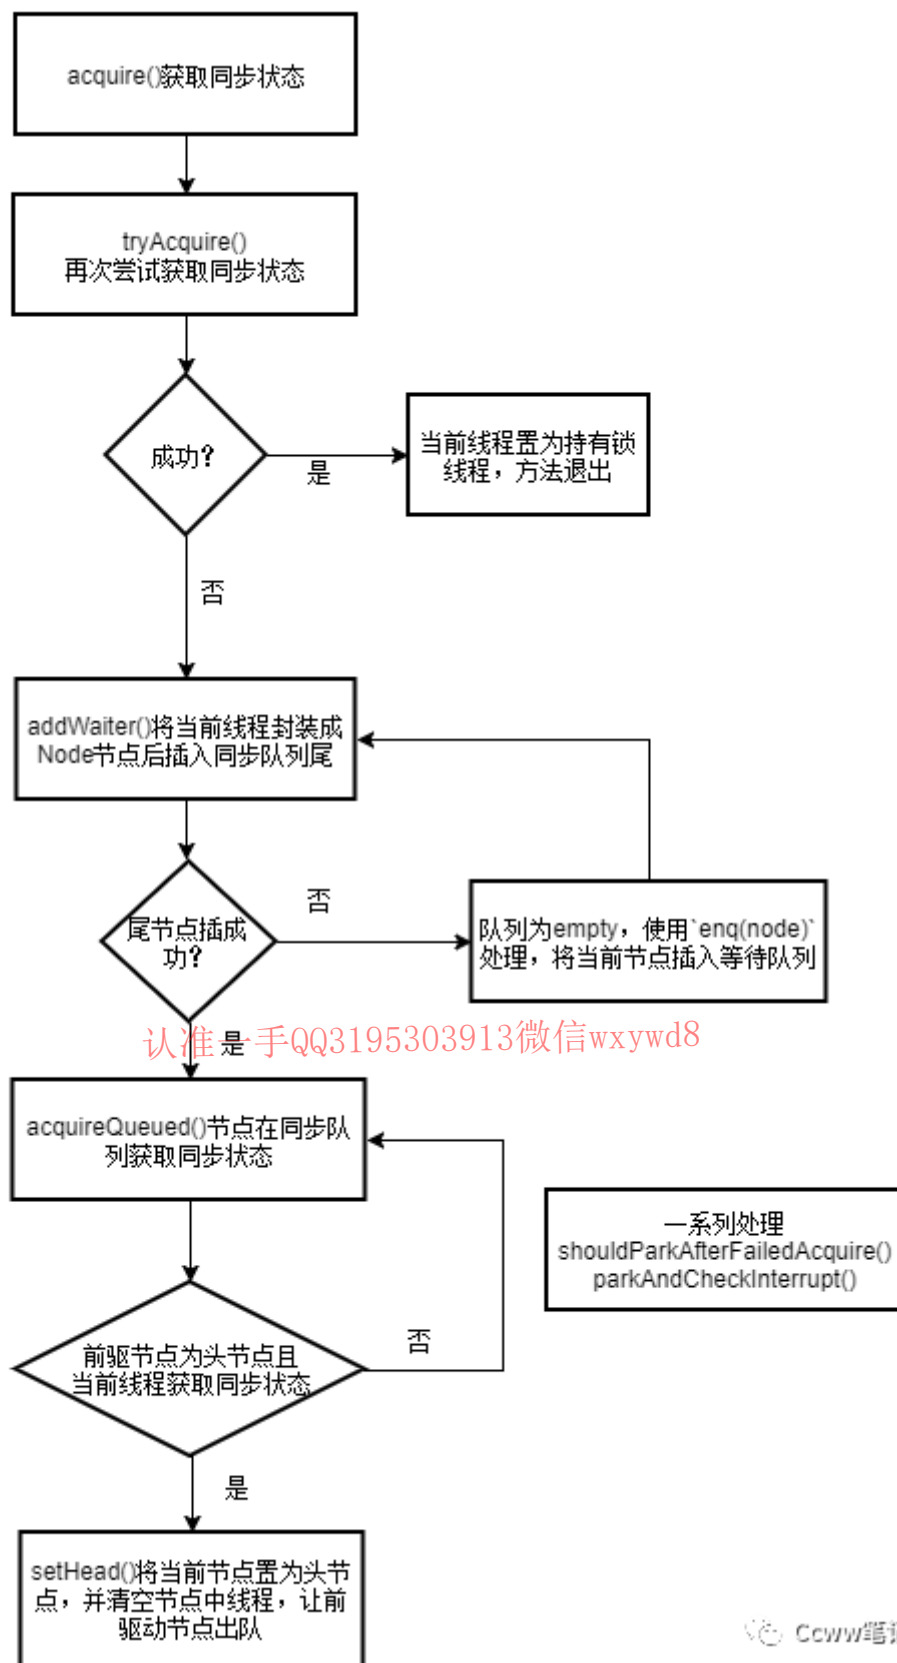 acquire()获取同步状态
tryAcquire()
再次尝试获取同步状态
成功?
是
当前线程置为持有锁
线程，方法退出
否
addWaiter()将当前线程封装成
Node节点后插入同步队列尾
尾节点插成
功?
否
队列为empty，使用`enq(node)`
处理，将当前节点插入等待队列
是
认准一手QQ3195303913微信wxywd8
acquireQueued()节点在同步队
列获取同步状态
一系列处理
shouldParkAfterFailedAcquire()
parkAndCheckInterrupt()
前驱节点为头节点且
当前线程获取同步状态
否
是
setHead()将当前节点置为头节
点，并清空节点中线程，让前
驱动节点出队
Ccww笔记